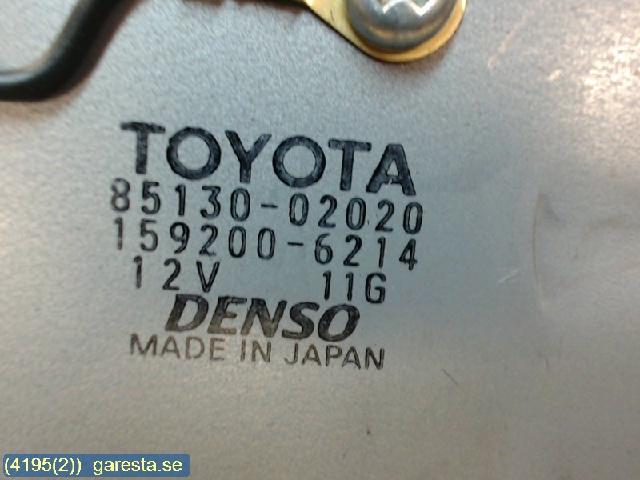 TOYOTA
85130-02020
159200-6214
12V 11G
DENSO
MADE IN JAPAN
(4195(2)) garesta.se